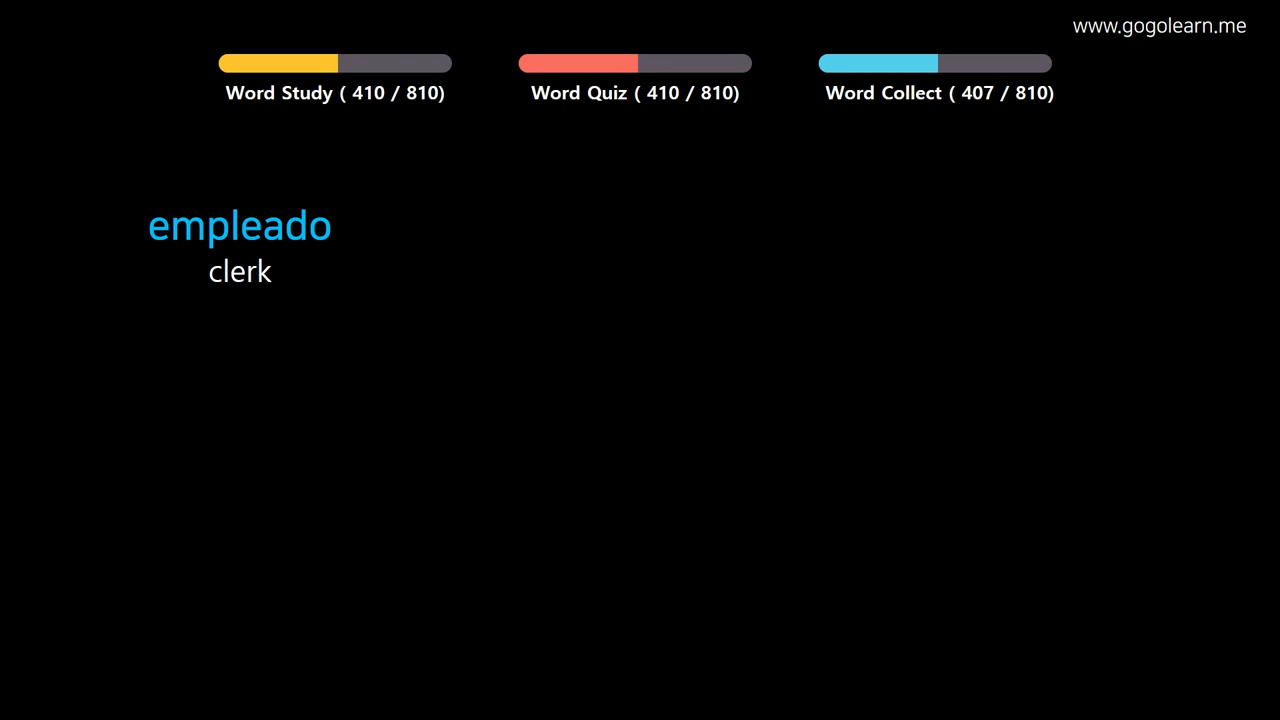 www.gogolearn.me
Word Study ( 410 / 810)
Word Quiz ( 410 / 810)
Word Collect ( 407 / 810)
empleado
clerk